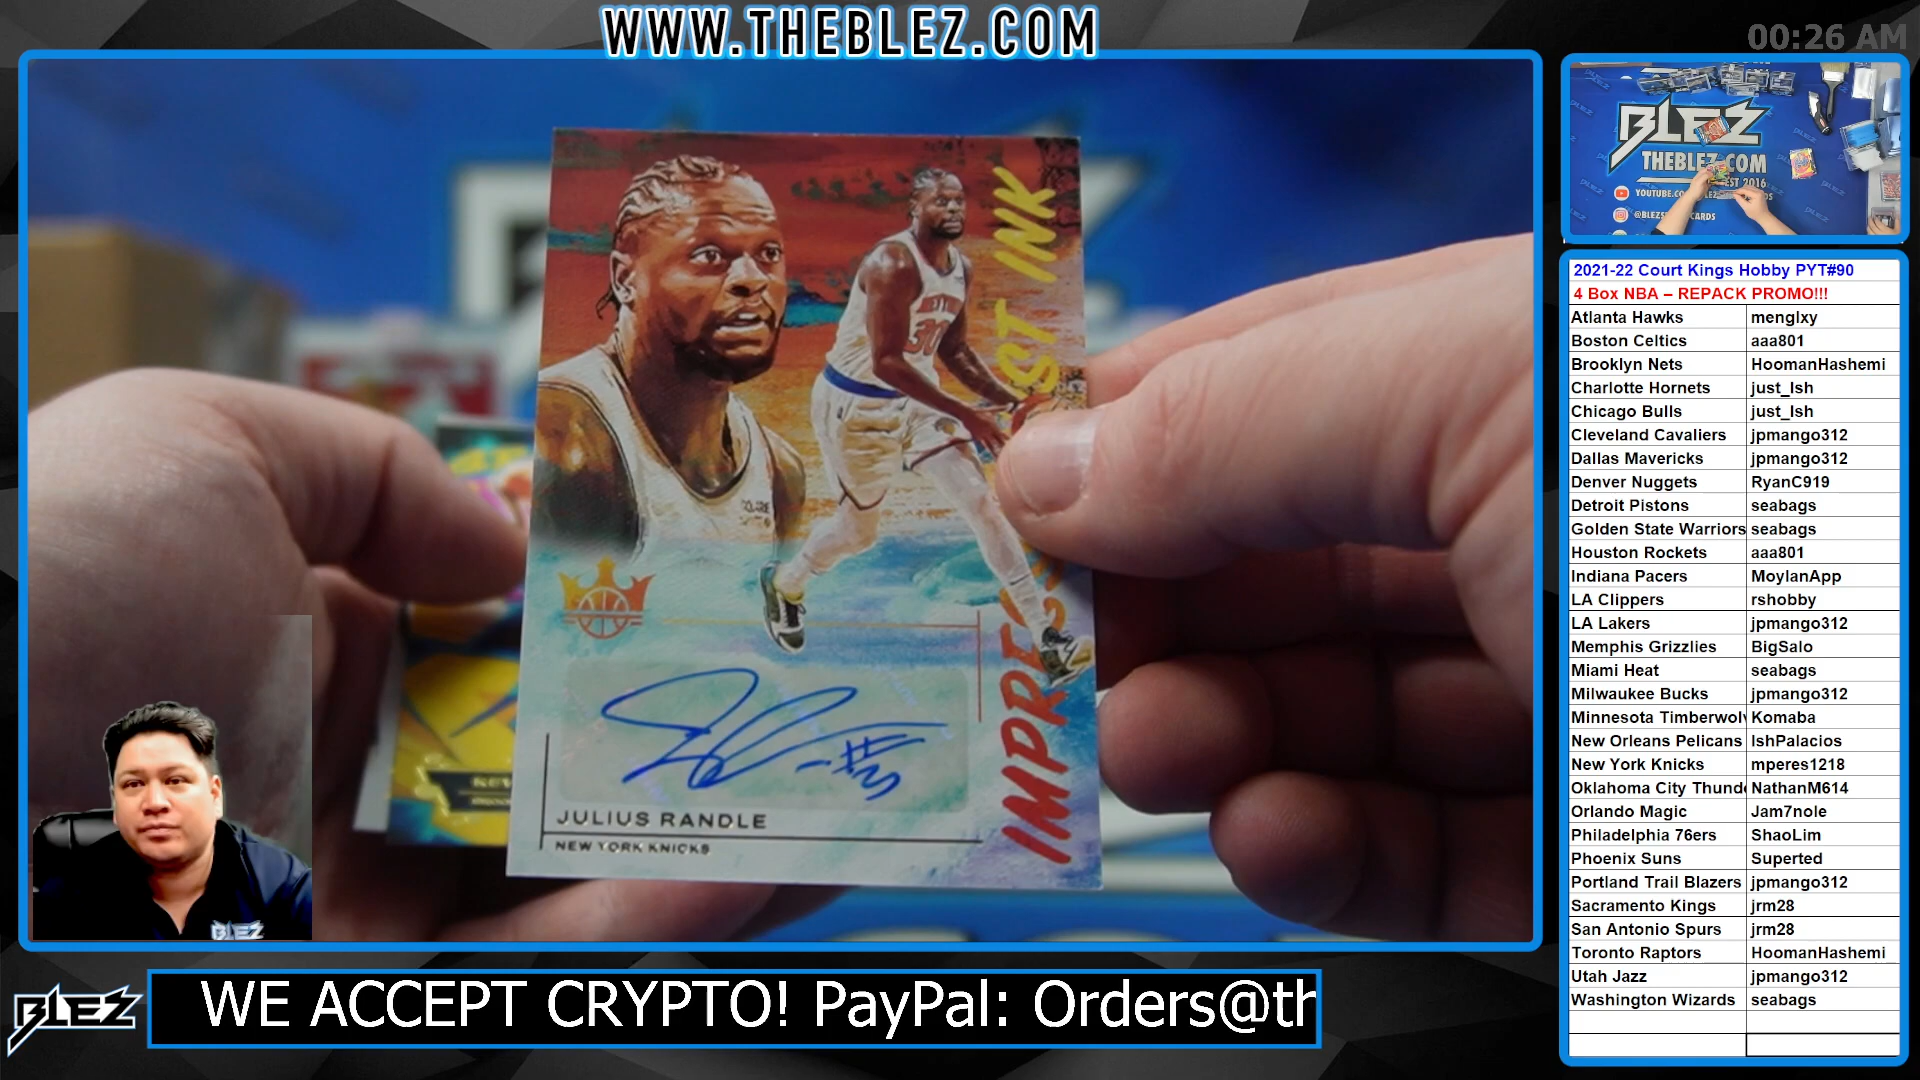 WWW.THEBLEZ.COM
00:26 AM
IMPRES ST INK
JULIUS RANDLE
NEW YORK KNICKS
BLEZ
THEBLEZ.COM
2021-22 Court Kings Hobby PYT#90
4 Box NBA – REPACK PROMO!!!
Atlanta Hawks menglxy
Boston Celtics aaa801
Brooklyn Nets HoomanHashemi
Charlotte Hornets just_Ish
Chicago Bulls just_Ish
Cleveland Cavaliers jpmango312
Dallas Mavericks jpmango312
Denver Nuggets RyanC919
Detroit Pistons seabags
Golden State Warriors seabags
Houston Rockets aaa801
Indiana Pacers MoylanApp
LA Clippers rshobby
LA Lakers jpmango312
Memphis Grizzlies BigSalo
Miami Heat seabags
Milwaukee Bucks jpmango312
Minnesota Timberwolv Komaba
New Orleans Pelicans IshPalacios
New York Knicks mperes1218
Oklahoma City Thund NathanM614
Orlando Magic Jam7nole
Philadelphia 76ers ShaoLim
Phoenix Suns Superted
Portland Trail Blazers jpmango312
Sacramento Kings jrm28
San Antonio Spurs jrm28
Toronto Raptors HoomanHashemi
Utah Jazz jpmango312
Washington Wizards seabags
BLEZ
BLEZ
WE ACCEPT CRYPTO! PayPal: Orders@th